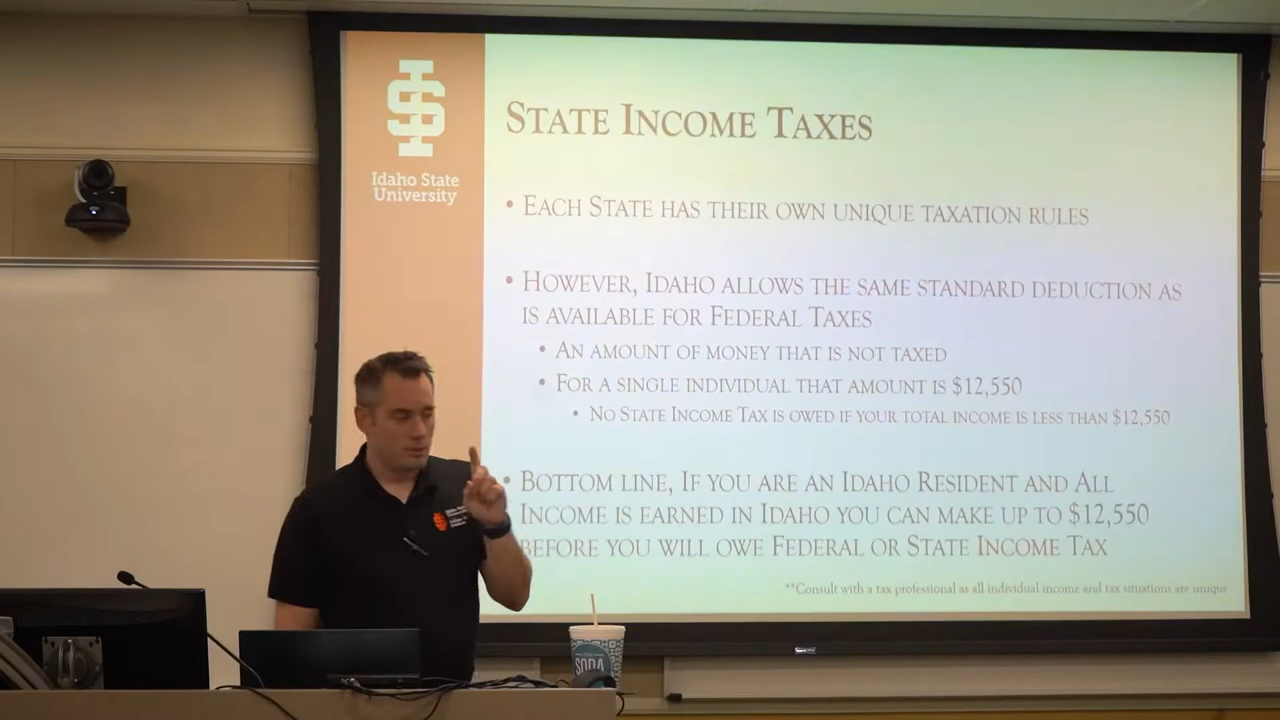 Idaho State
University
STATE INCOME TAXES
• EACH STATE HAS THEIR OWN UNIQUE TAXATION RULES
• HOWEVER, IDAHO ALLOWS THE SAME STANDARD DEDUCTION AS
IS AVAILABLE FOR FEDERAL TAXES
• AN AMOUNT OF MONEY THAT IS NOT TAXED
• FOR A SINGLE INDIVIDUAL THAT AMOUNT IS $12,550
• NO STATE INCOME TAX IS OWED IF YOUR TOTAL INCOME IS LESS THAN $12,550
• BOTTOM LINE, IF YOU ARE AN IDAHO RESIDENT AND ALL
INCOME IS EARNED IN IDAHO YOU CAN MAKE UP TO $12,550
BEFORE YOU WILL OWE FEDERAL OR STATE INCOME TAX
**Consult with a tax professional as all individual income and tax situations are unique
SODA